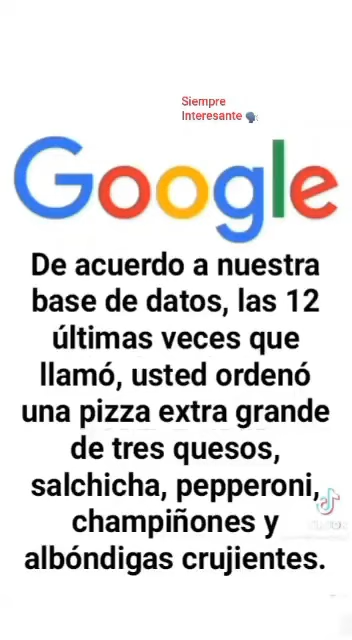 Siempre
Interesante
Google
De acuerdo a nuestra
base de datos, las 12
últimas veces que
llamó, usted ordenó
una pizza extra grande
de tres quesos,
salchicha, pepperoni,
champiñones y
albóndigas crujientes.